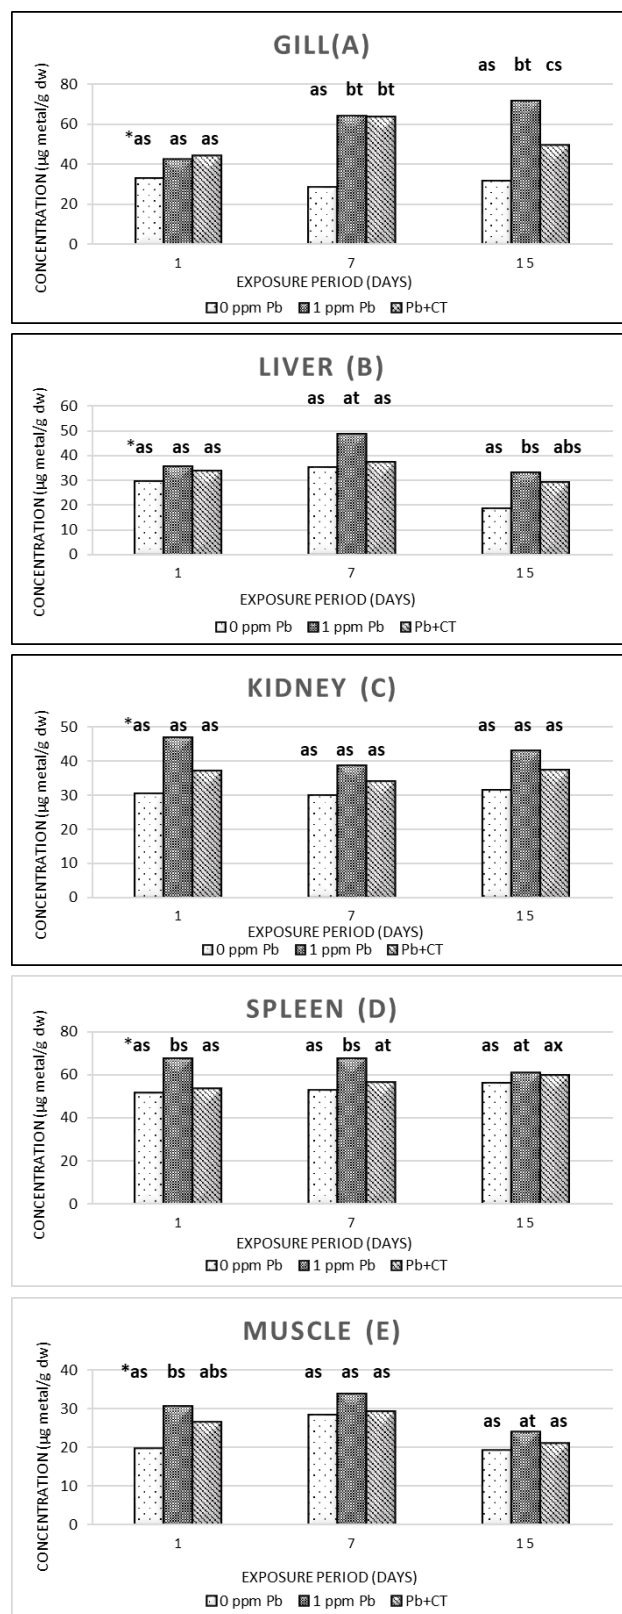 GILL(A)
as bt bt
as bt cs
*as as as
CONCENTRATION (µg metal/g dw)
80
60
40
20
0
1 7 15
EXPOSURE PERIOD (DAYS)
0 ppm Pb 1 ppm Pb Pb+CT
LIVER (B)
*as as as
as at as
as bs abs
CONCENTRATION (µg metal/g dw)
60
50
40
30
20
10
0
1 7 15
EXPOSURE PERIOD (DAYS)
0 ppm Pb 1 ppm Pb Pb+CT
KIDNEY (C)
*as as as
as as as
as as as
CONCENTRATION (µg metal/g dw)
50
40
30
20
10
0
1 7 15
EXPOSURE PERIOD (DAYS)
0 ppm Pb 1 ppm Pb Pb+CT
SPLEEN (D)
*as bs as
as bs at
as at ax
CONCENTRATION (µg metal/g dw)
80
60
40
20
0
1 7 15
EXPOSURE PERIOD (DAYS)
0 ppm Pb 1 ppm Pb Pb+CT
MUSCLE (E)
*as bs abs
as as as
as at as
CONCENTRATION (µg metal/g dw)
40
30
20
10
0
1 7 15
EXPOSURE PERIOD (DAYS)
0 ppm Pb 1 ppm Pb Pb+CT